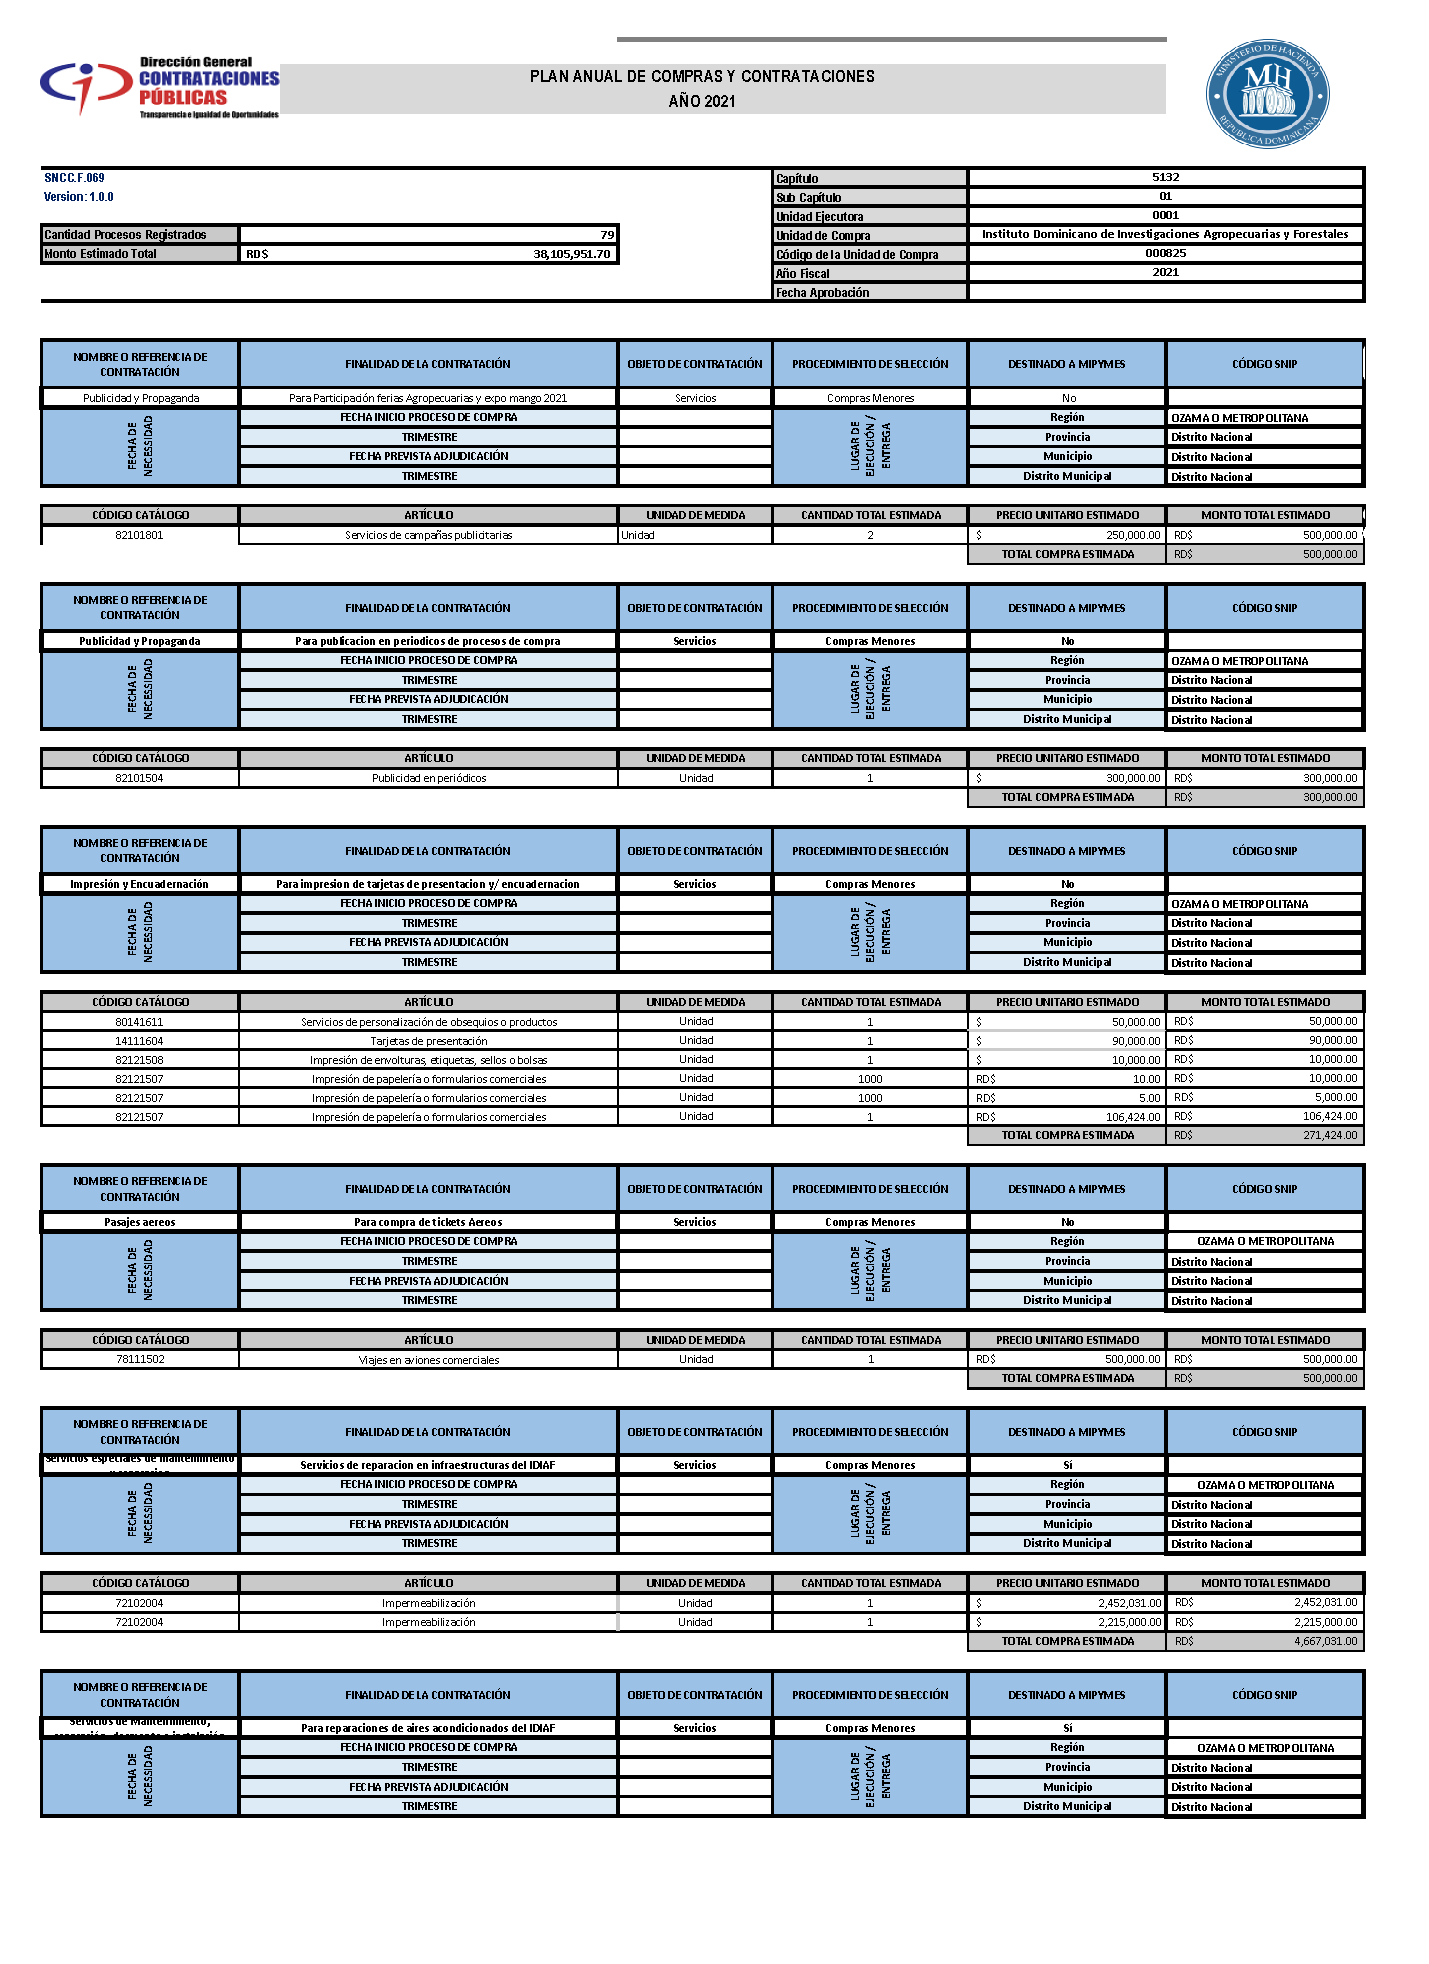 Dirección General
CONTRATACIONES
PÚBLICAS
Transparencia e Igualdad de Oportunidades
PLAN ANUAL DE COMPRAS Y CONTRATACIONES
AÑO 2021
MINISTERIO DE HACIENDA
MH
REPUBLICA DOMINICANA
SNCC.F.069
Version: 1.0.0
Capítulo 5132
Sub Capítulo 01
Unidad Ejecutora 0001
Cantidad Procesos Registrados 79
Unidad de Compra Instituto Dominicano de Investigaciones Agropecuarias y Forestales
Monto Estimado Total RD$ 38,105,951.70
Código de la Unidad de Compra 000825
Año Fiscal 2021
Fecha Aprobación
NOMBRE O REFERENCIA DE CONTRATACIÓN FINALIDAD DE LA CONTRATACIÓN OBJETO DE CONTRATACIÓN PROCEDIMIENTO DE SELECCIÓN DESTINADO A MIPYMES CÓDIGO SNIP
Publicidad y Propaganda Para Participación ferias Agropecuarias y expo mango 2021 Servicios Compras Menores No
FECHA DE NECESSIDAD LUGAR DE EJECUCIÓN / ENTREGA
FECHA INICIO PROCESO DE COMPRA Región OZAMA O METROPOLITANA
TRIMESTRE Provincia Distrito Nacional
FECHA PREVISTA ADJUDICACIÓN Municipio Distrito Nacional
TRIMESTRE Distrito Municipal Distrito Nacional
CÓDIGO CATÁLOGO ARTÍCULO UNIDAD DE MEDIDA CANTIDAD TOTAL ESTIMADA PRECIO UNITARIO ESTIMADO MONTO TOTAL ESTIMADO
82101801 Servicios de campañas publicitarias Unidad 2 $ 250,000.00 RD$ 500,000.00
TOTAL COMPRA ESTIMADA RD$ 500,000.00
NOMBRE O REFERENCIA DE CONTRATACIÓN FINALIDAD DE LA CONTRATACIÓN OBJETO DE CONTRATACIÓN PROCEDIMIENTO DE SELECCIÓN DESTINADO A MIPYMES CÓDIGO SNIP
Publicidad y Propaganda Para publicacion en periodicos de procesos de compra Servicios Compras Menores No
FECHA DE NECESSIDAD LUGAR DE EJECUCIÓN / ENTREGA
FECHA INICIO PROCESO DE COMPRA Región OZAMA O METROPOLITANA
TRIMESTRE Provincia Distrito Nacional
FECHA PREVISTA ADJUDICACIÓN Municipio Distrito Nacional
TRIMESTRE Distrito Municipal Distrito Nacional
CÓDIGO CATÁLOGO ARTÍCULO UNIDAD DE MEDIDA CANTIDAD TOTAL ESTIMADA PRECIO UNITARIO ESTIMADO MONTO TOTAL ESTIMADO
82101504 Publicidad en periódicos Unidad 1 $ 300,000.00 RD$ 300,000.00
TOTAL COMPRA ESTIMADA RD$ 300,000.00
NOMBRE O REFERENCIA DE CONTRATACIÓN FINALIDAD DE LA CONTRATACIÓN OBJETO DE CONTRATACIÓN PROCEDIMIENTO DE SELECCIÓN DESTINADO A MIPYMES CÓDIGO SNIP
Impresión y Encuadernación Para impresion de tarjetas de presentacion y/ encuadernacion Servicios Compras Menores No
FECHA DE NECESSIDAD LUGAR DE EJECUCIÓN / ENTREGA
FECHA INICIO PROCESO DE COMPRA Región OZAMA O METROPOLITANA
TRIMESTRE Provincia Distrito Nacional
FECHA PREVISTA ADJUDICACIÓN Municipio Distrito Nacional
TRIMESTRE Distrito Municipal Distrito Nacional
CÓDIGO CATÁLOGO ARTÍCULO UNIDAD DE MEDIDA CANTIDAD TOTAL ESTIMADA PRECIO UNITARIO ESTIMADO MONTO TOTAL ESTIMADO
80141611 Servicios de personalización de obsequios o productos Unidad 1 $ 50,000.00 RD$ 50,000.00
14111604 Tarjetas de presentación Unidad 1 $ 90,000.00 RD$ 90,000.00
82121508 Impresión de envolturas, etiquetas, sellos o bolsas Unidad 1 $ 10,000.00 RD$ 10,000.00
82121507 Impresión de papelería o formularios comerciales Unidad 1000 RD$ 10.00 RD$ 10,000.00
82121507 Impresión de papelería o formularios comerciales Unidad 1000 RD$ 5.00 RD$ 5,000.00
82121507 Impresión de papelería o formularios comerciales Unidad 1 RD$ 106,424.00 RD$ 106,424.00
TOTAL COMPRA ESTIMADA RD$ 271,424.00
NOMBRE O REFERENCIA DE CONTRATACIÓN FINALIDAD DE LA CONTRATACIÓN OBJETO DE CONTRATACIÓN PROCEDIMIENTO DE SELECCIÓN DESTINADO A MIPYMES CÓDIGO SNIP
Pasajes aereos Para compra de tickets Aereos Servicios Compras Menores No
FECHA DE NECESSIDAD LUGAR DE EJECUCIÓN / ENTREGA
FECHA INICIO PROCESO DE COMPRA Región OZAMA O METROPOLITANA
TRIMESTRE Provincia Distrito Nacional
FECHA PREVISTA ADJUDICACIÓN Municipio Distrito Nacional
TRIMESTRE Distrito Municipal Distrito Nacional
CÓDIGO CATÁLOGO ARTÍCULO UNIDAD DE MEDIDA CANTIDAD TOTAL ESTIMADA PRECIO UNITARIO ESTIMADO MONTO TOTAL ESTIMADO
78111502 Viajes en aviones comerciales Unidad 1 RD$ 500,000.00 RD$ 500,000.00
TOTAL COMPRA ESTIMADA RD$ 500,000.00
NOMBRE O REFERENCIA DE CONTRATACIÓN FINALIDAD DE LA CONTRATACIÓN OBJETO DE CONTRATACIÓN PROCEDIMIENTO DE SELECCIÓN DESTINADO A MIPYMES CÓDIGO SNIP
Servicios especiales de mantenimiento Servicios de reparacion en infraestructuras del IDIAF Servicios Compras Menores Sí
FECHA DE NECESSIDAD LUGAR DE EJECUCIÓN / ENTREGA
FECHA INICIO PROCESO DE COMPRA Región OZAMA O METROPOLITANA
TRIMESTRE Provincia Distrito Nacional
FECHA PREVISTA ADJUDICACIÓN Municipio Distrito Nacional
TRIMESTRE Distrito Municipal Distrito Nacional
CÓDIGO CATÁLOGO ARTÍCULO UNIDAD DE MEDIDA CANTIDAD TOTAL ESTIMADA PRECIO UNITARIO ESTIMADO MONTO TOTAL ESTIMADO
72102004 Impermeabilización Unidad 1 $ 2,452,031.00 RD$ 2,452,031.00
72102004 Impermeabilización Unidad 1 $ 2,215,000.00 RD$ 2,215,000.00
TOTAL COMPRA ESTIMADA RD$ 4,667,031.00
NOMBRE O REFERENCIA DE CONTRATACIÓN FINALIDAD DE LA CONTRATACIÓN OBJETO DE CONTRATACIÓN PROCEDIMIENTO DE SELECCIÓN DESTINADO A MIPYMES CÓDIGO SNIP
Servicios de Mantenimiento, Para reparaciones de aires acondicionados del IDIAF Servicios Compras Menores Sí
FECHA DE NECESSIDAD LUGAR DE EJECUCIÓN / ENTREGA
FECHA INICIO PROCESO DE COMPRA Región OZAMA O METROPOLITANA
TRIMESTRE Provincia Distrito Nacional
FECHA PREVISTA ADJUDICACIÓN Municipio Distrito Nacional
TRIMESTRE Distrito Municipal Distrito Nacional